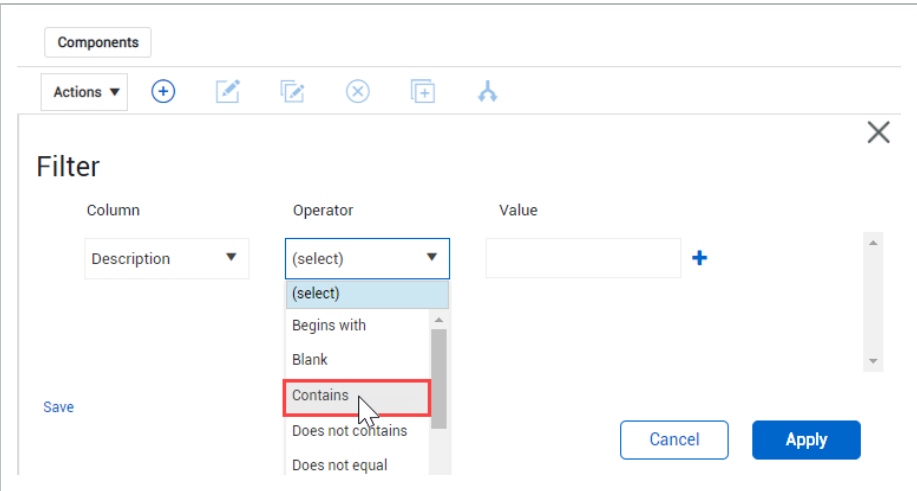 Components
Actions
Filter
Column Operator Value
Description (select)
(select)
Begins with
Blank
Contains
Save
Does not contains
Cancel Apply
Does not equal